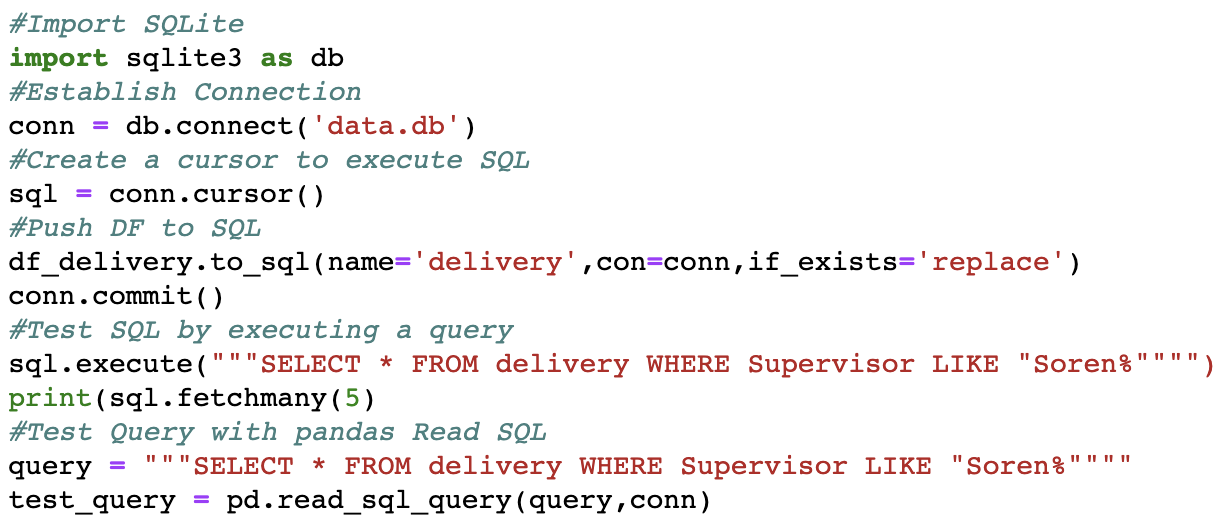 #Import SQLite
import sqlite3 as db
#Establish Connection
conn = db.connect('data.db')
#Create a cursor to execute SQL
sql = conn.cursor()
#Push DF to SQL
df_delivery.to_sql(name='delivery',con=conn,if_exists='replace')
conn.commit()
#Test SQL by executing a query
sql.execute("""SELECT * FROM delivery WHERE Supervisor LIKE "Soren%"""")
print(sql.fetchmany(5)
#Test Query with pandas Read SQL
query = """SELECT * FROM delivery WHERE Supervisor LIKE "Soren%""""
test_query = pd.read_sql_query(query,conn)